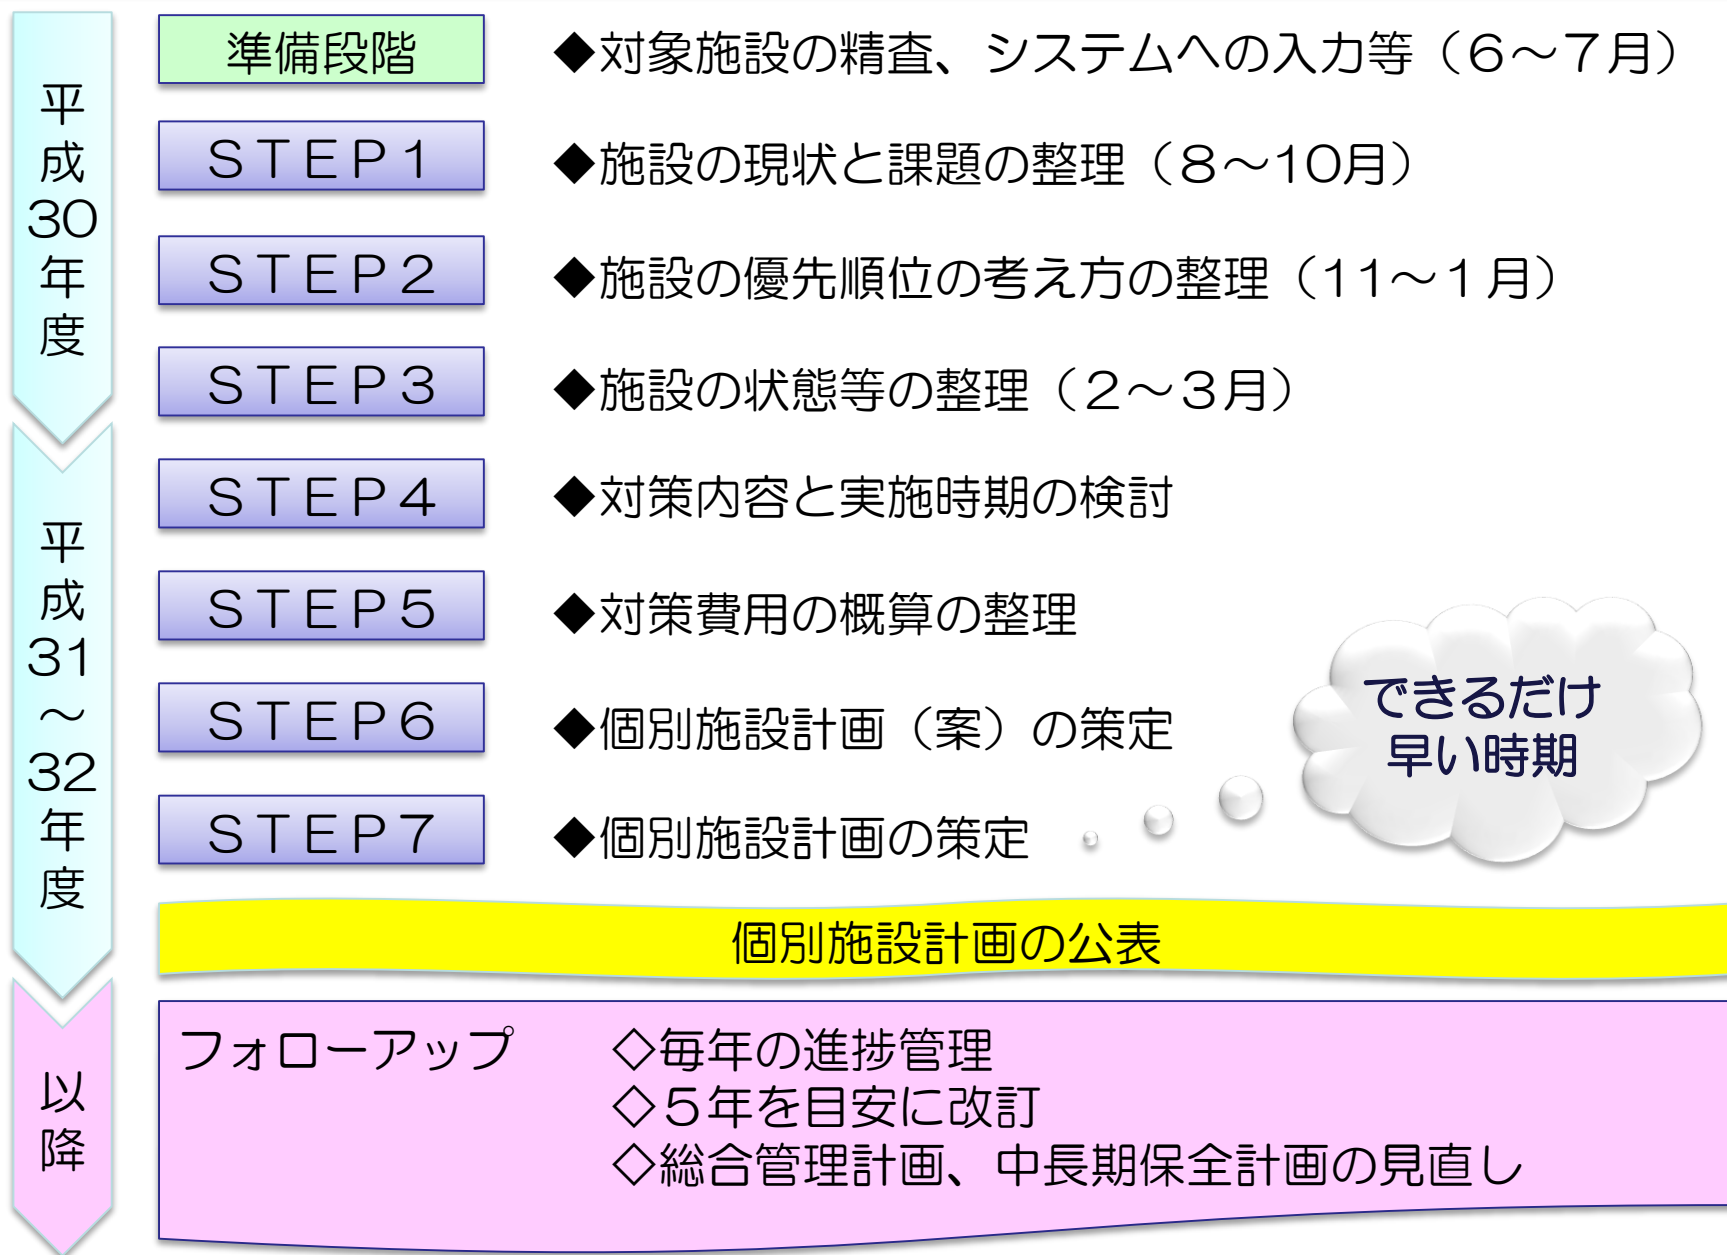 平成30年度
準備段階
◆対象施設の精査、システムへの入力等（６～７月）
ＳＴＥＰ１
◆施設の現状と課題の整理（８～10月）
ＳＴＥＰ２
◆施設の優先順位の考え方の整理（11～１月）
ＳＴＥＰ３
◆施設の状態等の整理（２～３月）
平成31～32年度
ＳＴＥＰ４
◆対策内容と実施時期の検討
ＳＴＥＰ５
◆対策費用の概算の整理
ＳＴＥＰ６
◆個別施設計画（案）の策定
ＳＴＥＰ７
◆個別施設計画の策定
できるだけ
早い時期
個別施設計画の公表
以降
フォローアップ
◇毎年の進捗管理
◇５年を目安に改訂
◇総合管理計画、中長期保全計画の見直し